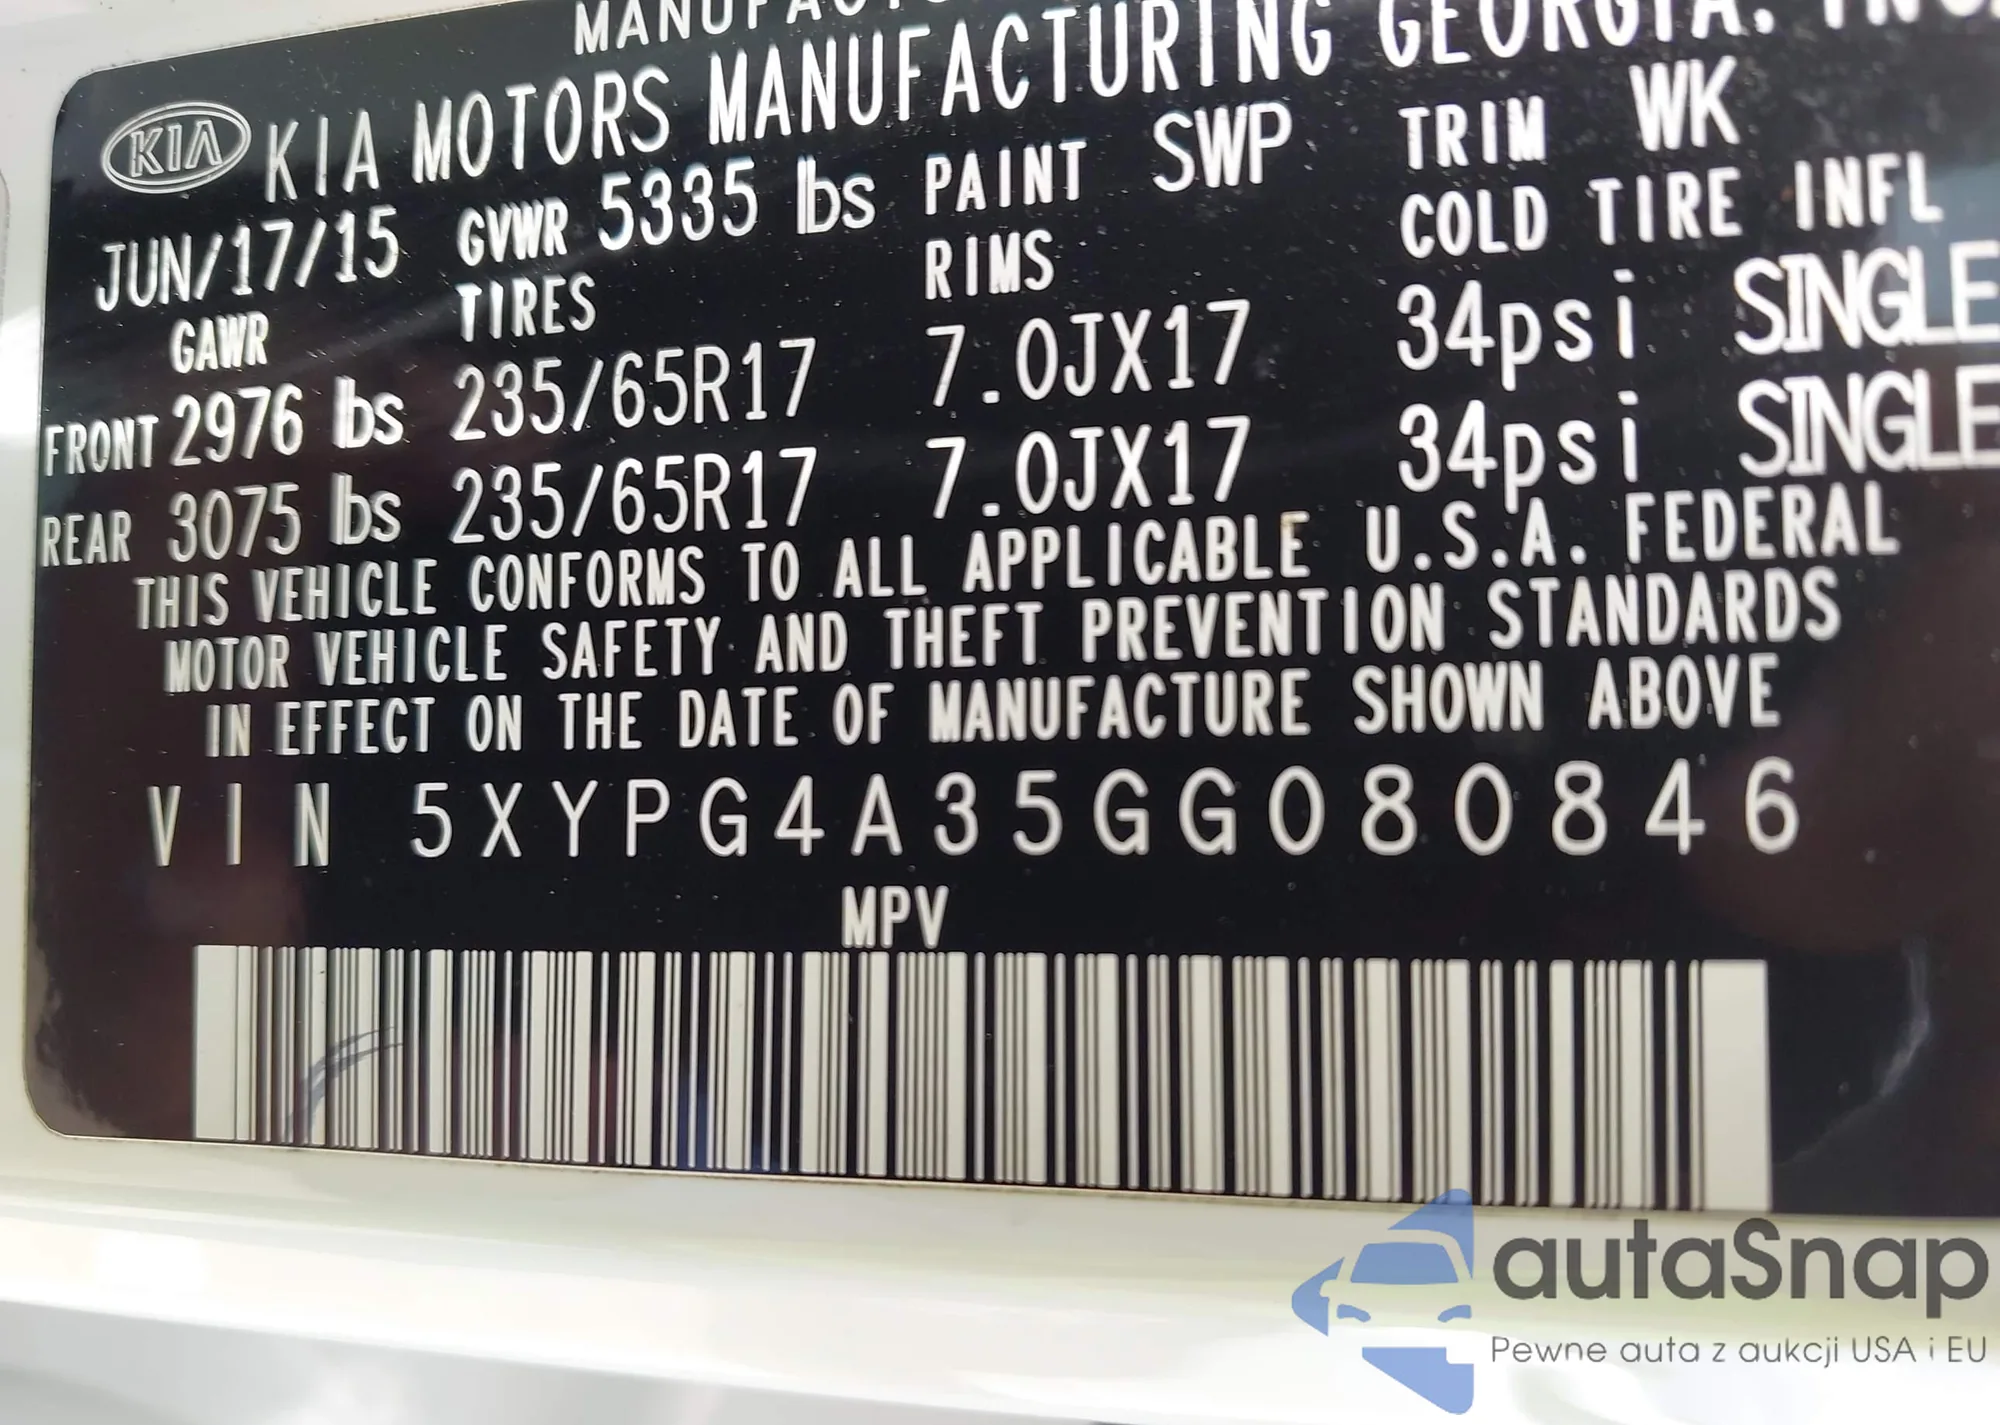 KIA MOTORS MANUFACTURING GEORGIA, INC.
KIA
JUN/17/15 GVWR 5335 lbs PAINT SWP TRIM WK
GAWR TIRES RIMS COLD TIRE INFL
FRONT 2976 lbs 235/65R17 7.0JX17 34psi SINGLE
REAR 3075 lbs 235/65R17 7.0JX17 34psi SINGLE
THIS VEHICLE CONFORMS TO ALL APPLICABLE U.S.A. FEDERAL
MOTOR VEHICLE SAFETY AND THEFT PREVENTION STANDARDS
IN EFFECT ON THE DATE OF MANUFACTURE SHOWN ABOVE
VIN 5XYPG4A35GG080846
MPV
autaSnap
Pewne auta z aukcji USA i EU